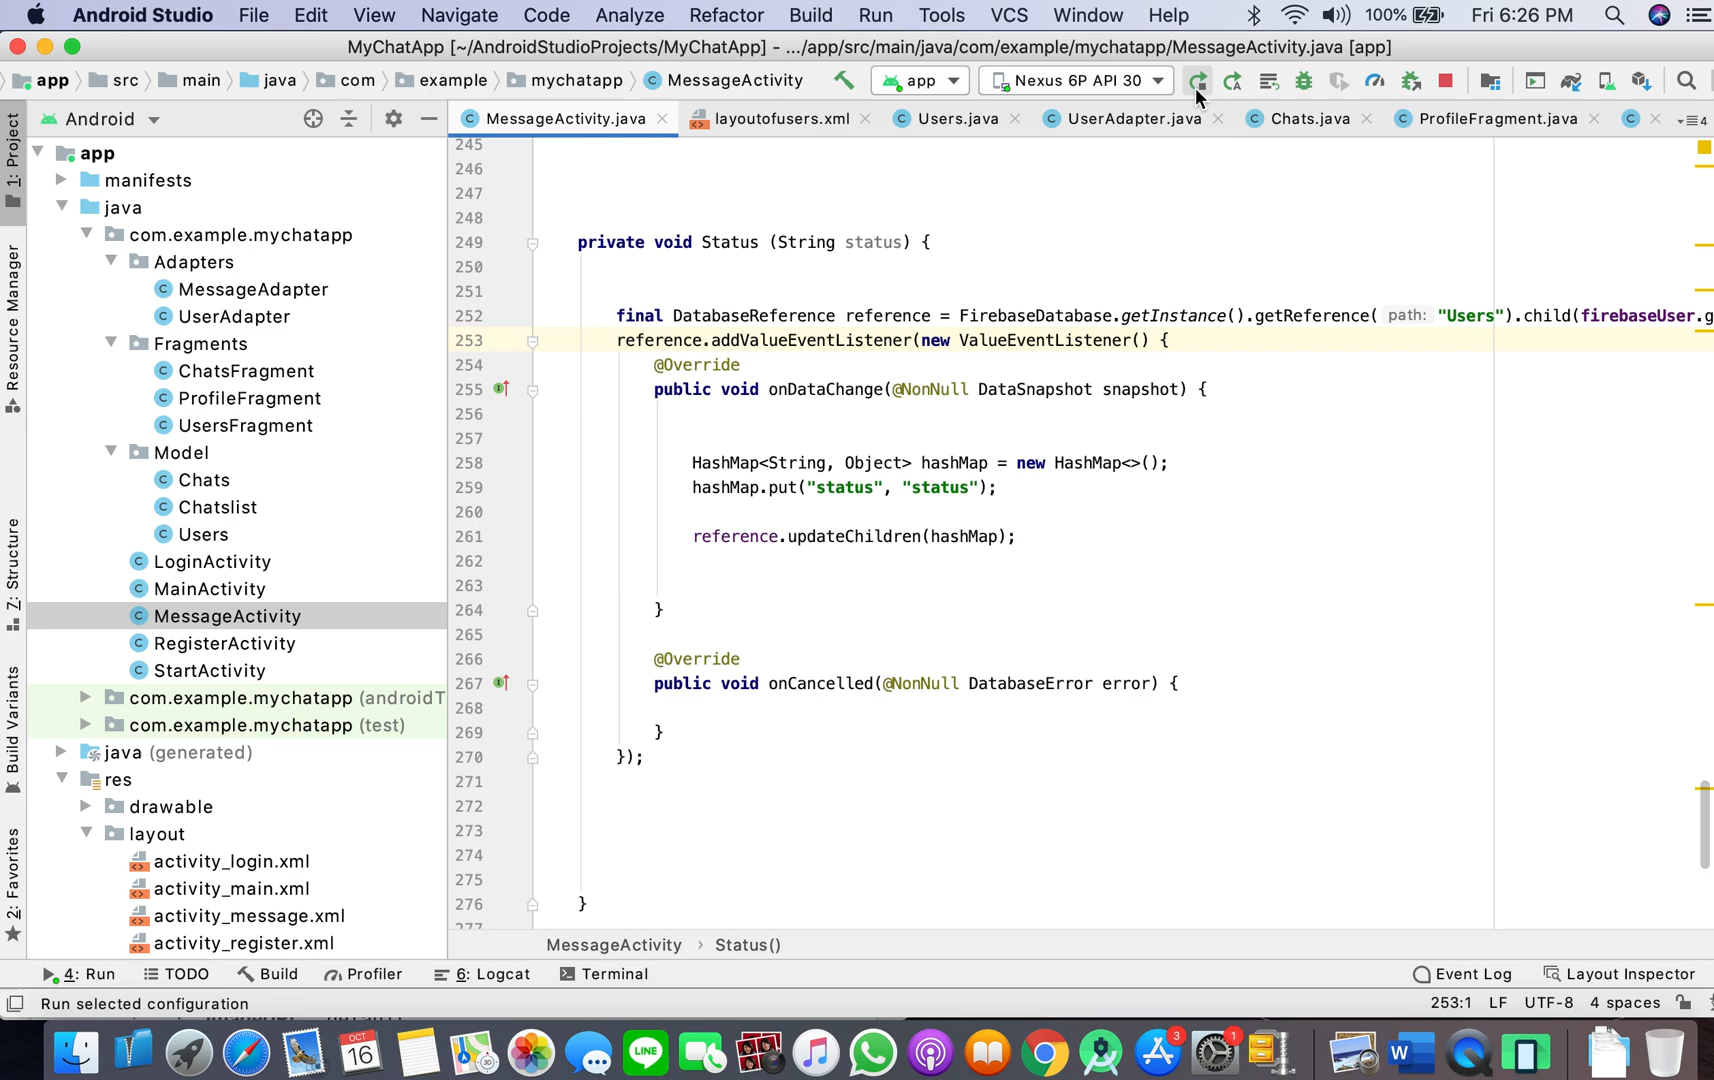 Android Studio File Edit View Navigate Code Analyze Refactor Build Run Tools VCS Window Help 100% Fri 6:26 PM
MyChatApp [~/AndroidStudioProjects/MyChatApp] - .../app/src/main/java/com/example/mychatapp/MessageActivity.java [app]
app src main java com example mychatapp C MessageActivity app Nexus 6P API 30
Android C MessageActivity.java layoutofusers.xml C Users.java C UserAdapter.java C Chats.java C ProfileFragment.java C 4
1: Project
Resource Manager
7: Structure
Build Variants
2: Favorites
app
manifests
java
com.example.mychatapp
Adapters
C MessageAdapter
C UserAdapter
Fragments
C ChatsFragment
C ProfileFragment
C UsersFragment
Model
C Chats
C Chatslist
C Users
C LoginActivity
C MainActivity
C MessageActivity
C RegisterActivity
C StartActivity
com.example.mychatapp (androidT
com.example.mychatapp (test)
java (generated)
res
drawable
layout
activity_login.xml
activity_main.xml
activity_message.xml
activity_register.xml
245
246
247
248
249 private void Status (String status) {
250
251
252 final DatabaseReference reference = FirebaseDatabase.getInstance().getReference( path: "Users").child(firebaseUser.g
253 reference.addValueEventListener(new ValueEventListener() {
254 @Override
255 public void onDataChange(@NonNull DataSnapshot snapshot) {
256
257
258 HashMap<String, Object> hashMap = new HashMap<>();
259 hashMap.put("status", "status");
260
261 reference.updateChildren(hashMap);
262
263
264 }
265
266 @Override
267 public void onCancelled(@NonNull DatabaseError error) {
268
269 }
270 });
271
272
273
274
275
276 }
277
MessageActivity › Status()
4: Run TODO Build Profiler 6: Logcat Terminal Event Log Layout Inspector
Run selected configuration 253:1 LF UTF-8 4 spaces
OCT
16
LINE
3
1
W